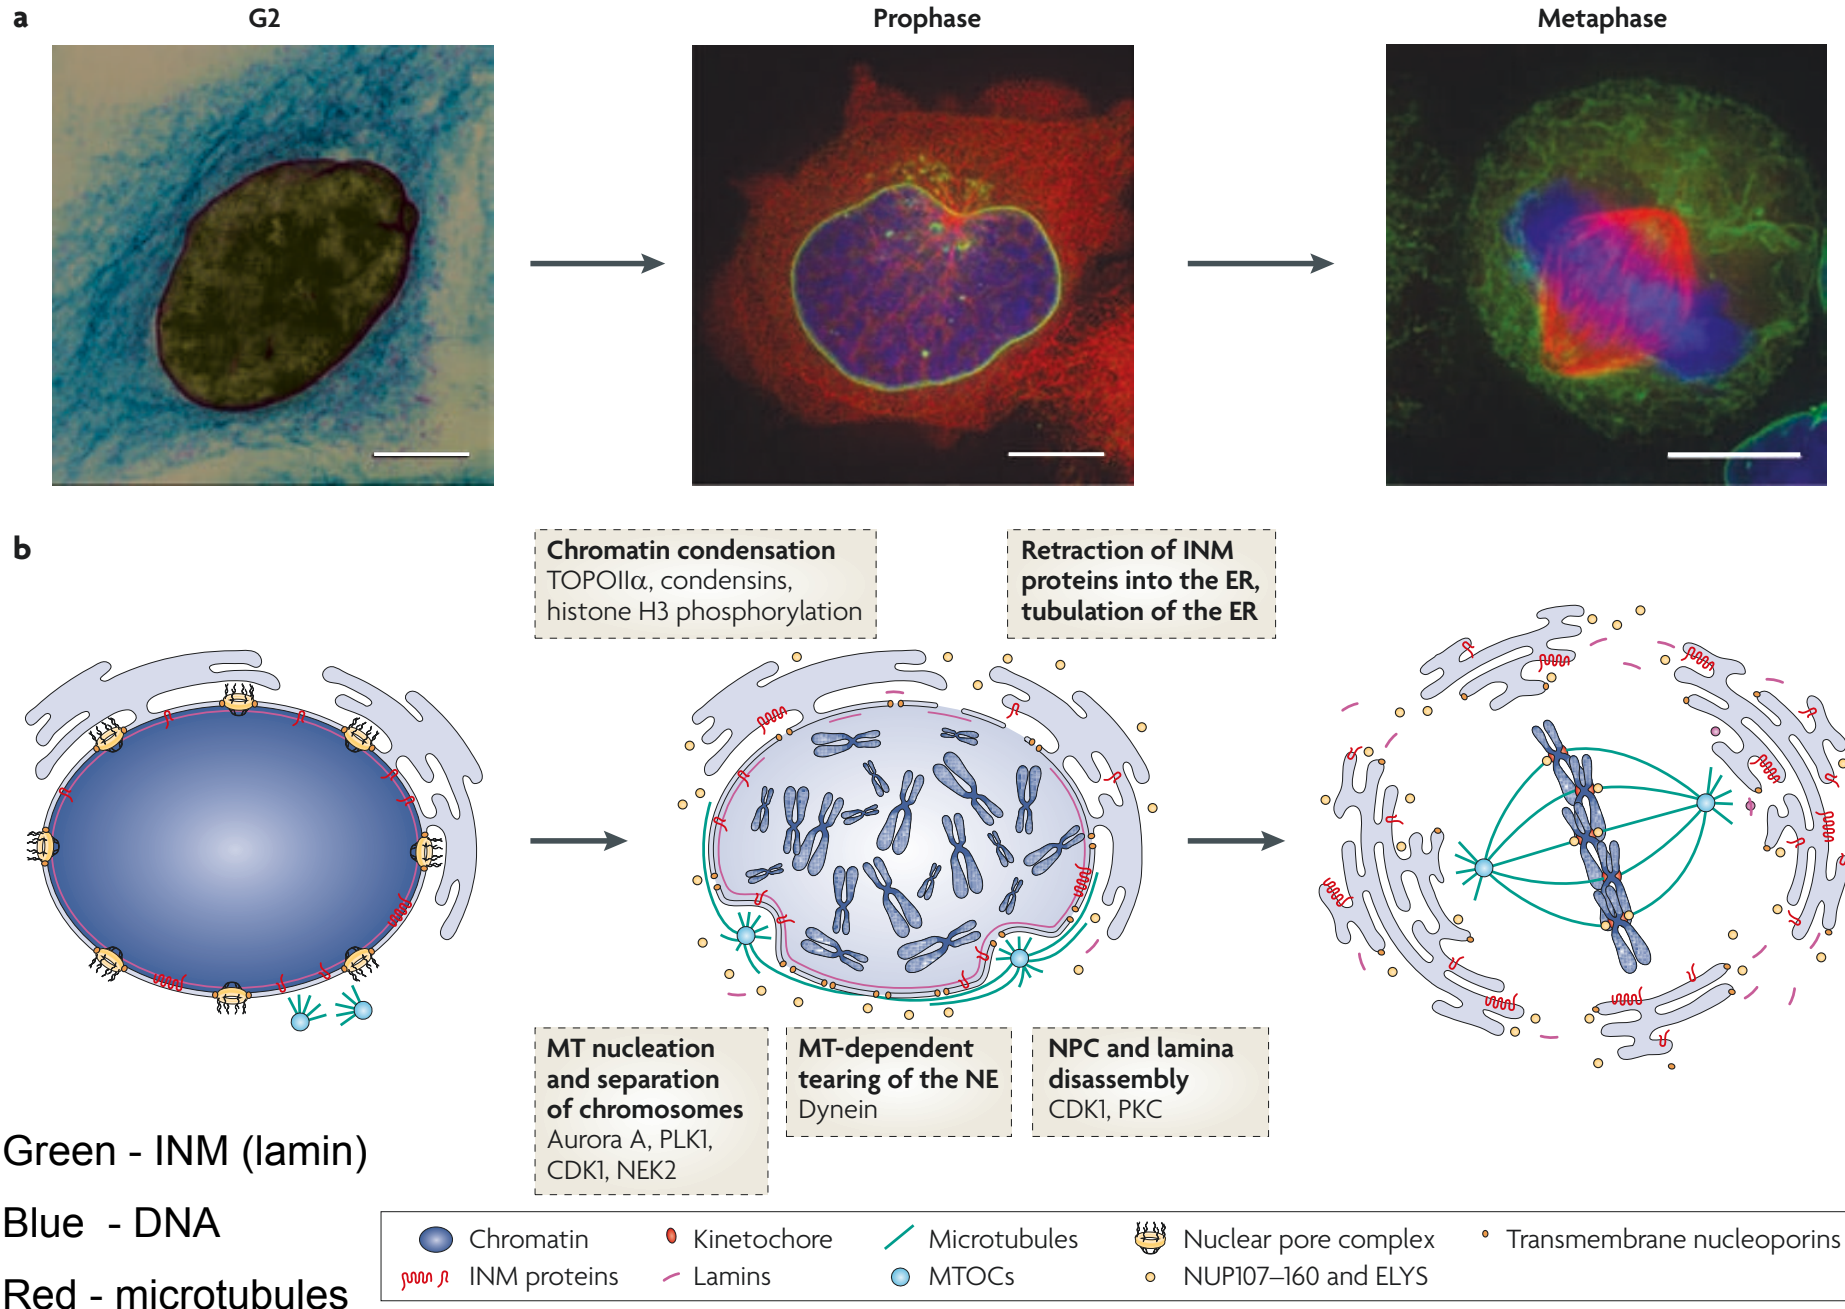 a
G2
Prophase
Metaphase
b
Chromatin condensation
TOPOIIα, condensins,
histone H3 phosphorylation
Retraction of INM
proteins into the ER,
tubulation of the ER
MT nucleation
and separation
of chromosomes
Aurora A, PLK1,
CDK1, NEK2
MT-dependent
tearing of the NE
Dynein
NPC and lamina
disassembly
CDK1, PKC
Green - INM (lamin)
Blue - DNA
Red - microtubules
Chromatin
Kinetochore
Microtubules
Nuclear pore complex
Transmembrane nucleoporins
INM proteins
Lamins
MTOCs
NUP107–160 and ELYS